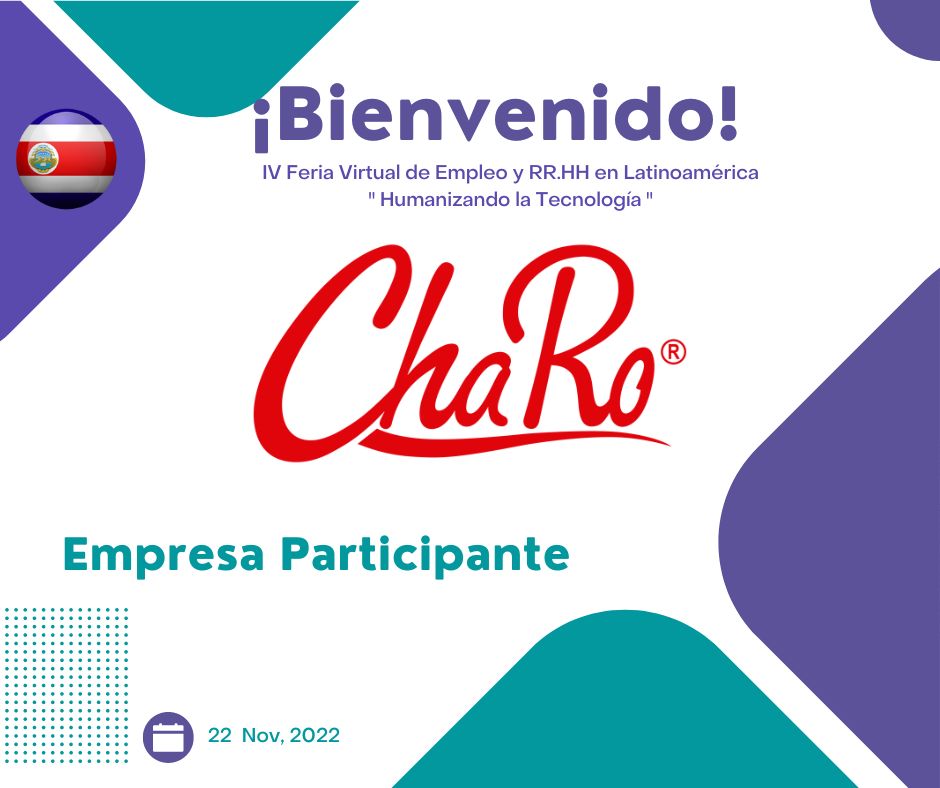 ¡Bienvenido!
IV Feria Virtual de Empleo y RR.HH en Latinoamérica
" Humanizando la Tecnología "
ChaRo®
Empresa Participante
22 Nov, 2022